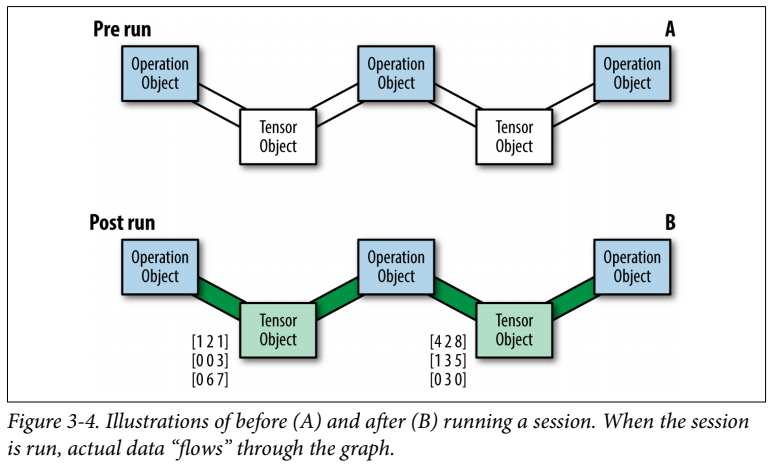 Pre run
A
Operation
Object
Operation
Object
Operation
Object
Tensor
Object
Tensor
Object
Post run
B
Operation
Object
Operation
Object
Operation
Object
Tensor
Object
Tensor
Object
[1 2 1]
[0 0 3]
[0 6 7]
[4 2 8]
[1 3 5]
[0 3 0]
Figure 3-4. Illustrations of before (A) and after (B) running a session. When the session
is run, actual data “flows” through the graph.